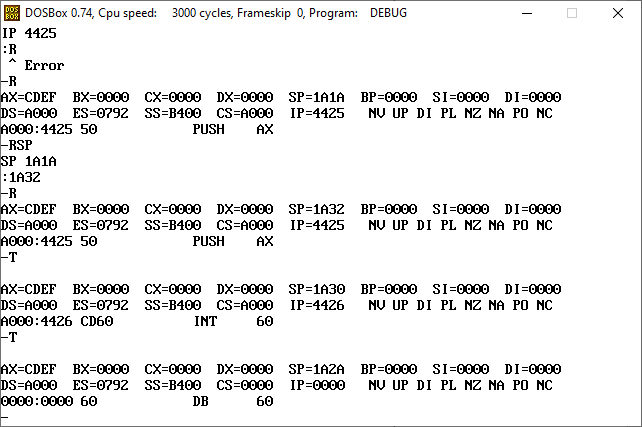 DOS BOX DOSBox 0.74, Cpu speed: 3000 cycles, Frameskip 0, Program: DEBUG
IP 4425
:R
 ^ Error
-R
AX=CDEF  BX=0000  CX=0000  DX=0000  SP=1A1A  BP=0000  SI=0000  DI=0000
DS=A000  ES=0792  SS=B400  CS=A000  IP=4425   NV UP DI PL NZ NA PO NC
A000:4425 50            PUSH    AX
-RSP
SP 1A1A
:1A32
-R
AX=CDEF  BX=0000  CX=0000  DX=0000  SP=1A32  BP=0000  SI=0000  DI=0000
DS=A000  ES=0792  SS=B400  CS=A000  IP=4425   NV UP DI PL NZ NA PO NC
A000:4425 50            PUSH    AX
-T
AX=CDEF  BX=0000  CX=0000  DX=0000  SP=1A30  BP=0000  SI=0000  DI=0000
DS=A000  ES=0792  SS=B400  CS=A000  IP=4426   NV UP DI PL NZ NA PO NC
A000:4426 CD60          INT     60
-T
AX=CDEF  BX=0000  CX=0000  DX=0000  SP=1A2A  BP=0000  SI=0000  DI=0000
DS=A000  ES=0792  SS=B400  CS=0000  IP=0000   NV UP DI PL NZ NA PO NC
0000:0000 60            DB      60
-